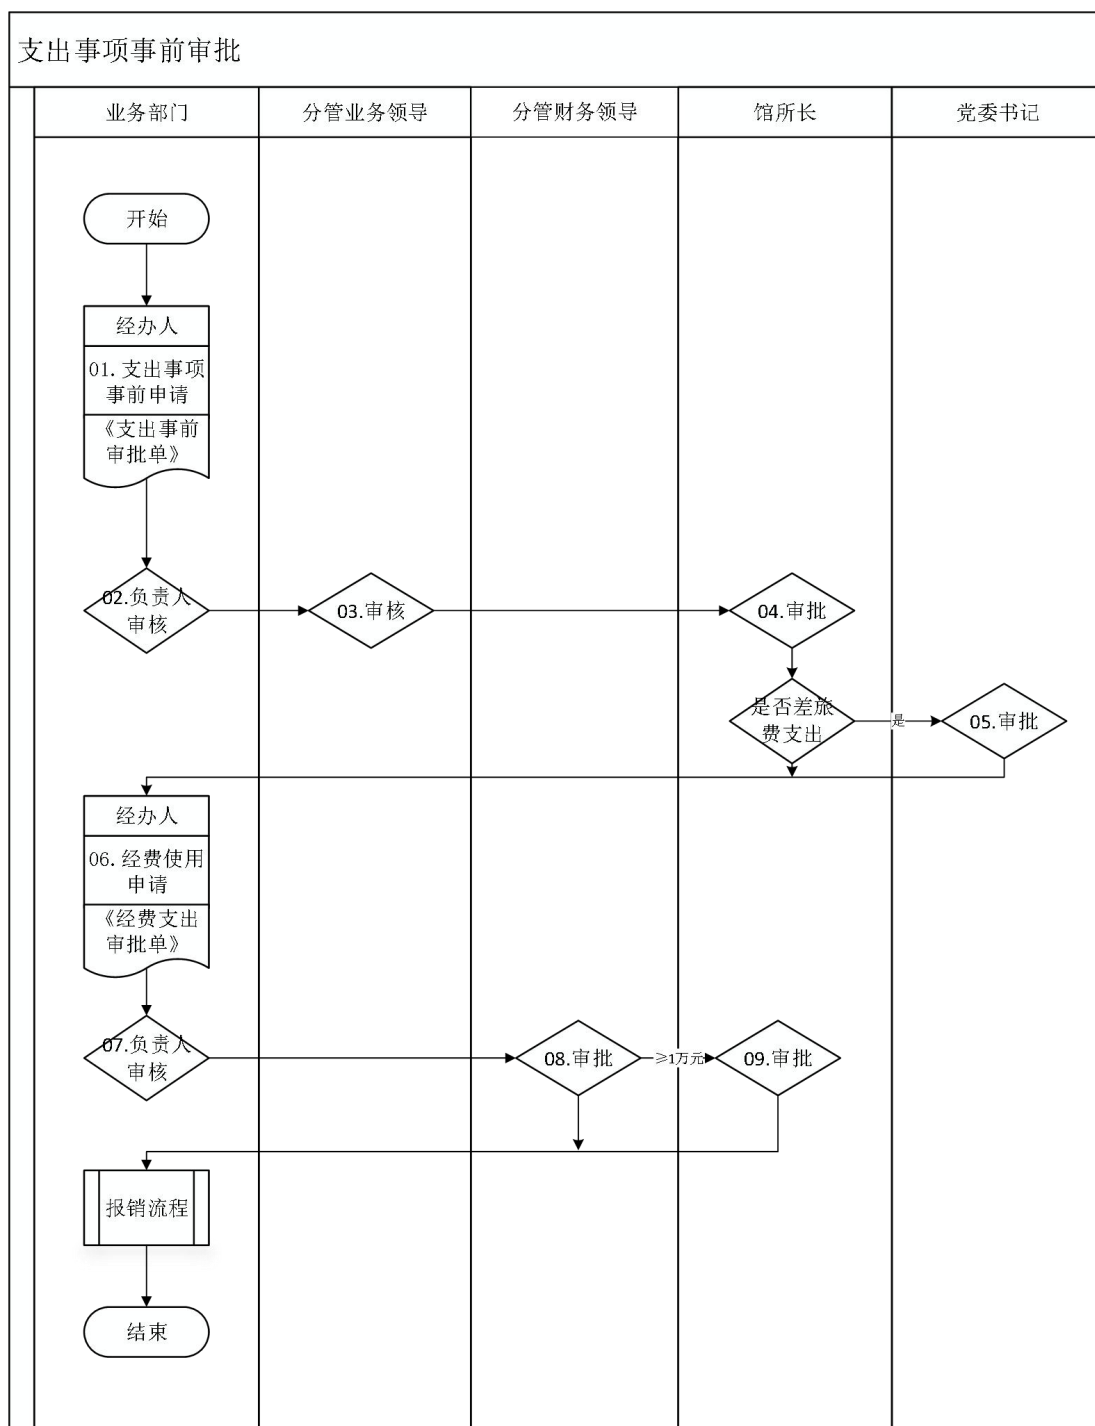 支出事项事前审批
业务部门
分管业务领导
分管财务领导
馆所长
党委书记
开始
经办人
01.支出事项
事前申请
《支出事前
审批单》
02.负责人
审核
03.审核
04.审批
是否差旅
费支出
是
05.审批
经办人
06.经费使用
申请
《经费支出
审批单》
07.负责人
审核
08.审批
≥1万元
09.审批
报销流程
结束